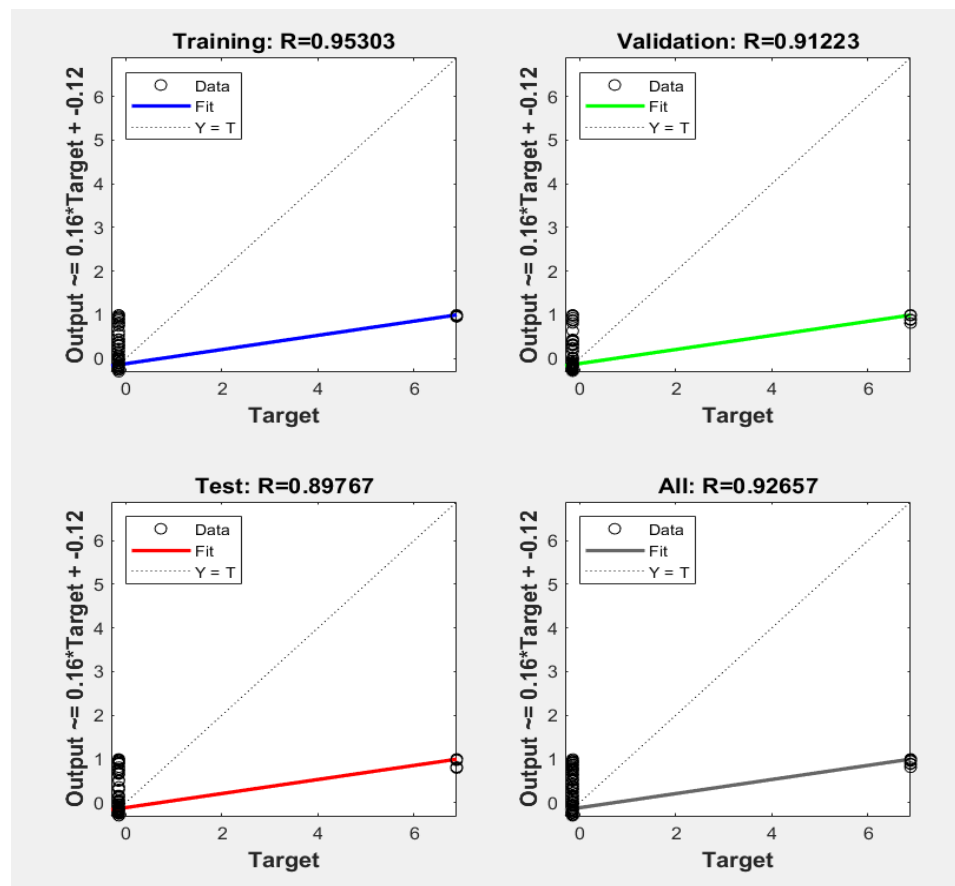 Training: R=0.95303
Output ~= 0.16*Target + -0.12
6
5
4
3
2
1
0
Data
Fit
Y = T
0
2
4
6
Target
Validation: R=0.91223
Output ~= 0.16*Target + -0.12
6
5
4
3
2
1
0
Data
Fit
Y = T
0
2
4
6
Target
Test: R=0.89767
Output ~= 0.16*Target + -0.12
6
5
4
3
2
1
0
Data
Fit
Y = T
0
2
4
6
Target
All: R=0.92657
Output ~= 0.16*Target + -0.12
6
5
4
3
2
1
0
Data
Fit
Y = T
0
2
4
6
Target